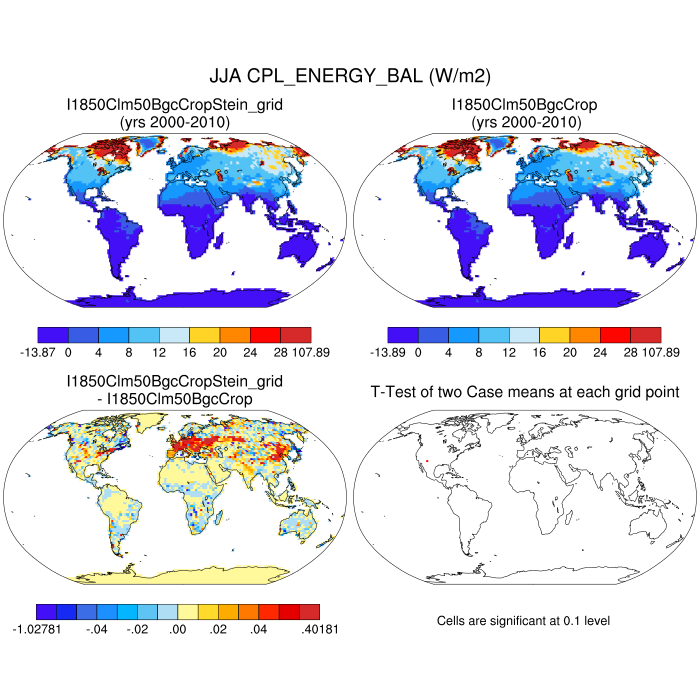 JJA CPL_ENERGY_BAL (W/m2)
I1850Clm50BgcCropStein_grid
(yrs 2000-2010)
I1850Clm50BgcCrop
(yrs 2000-2010)
-13.87 0 4 8 12 16 20 24 28 107.89
-13.89 0 4 8 12 16 20 24 28 107.89
I1850Clm50BgcCropStein_grid
- I1850Clm50BgcCrop
T-Test of two Case means at each grid point
-1.02781 -.04 -.02 .00 .02 .04 .40181
Cells are significant at 0.1 level